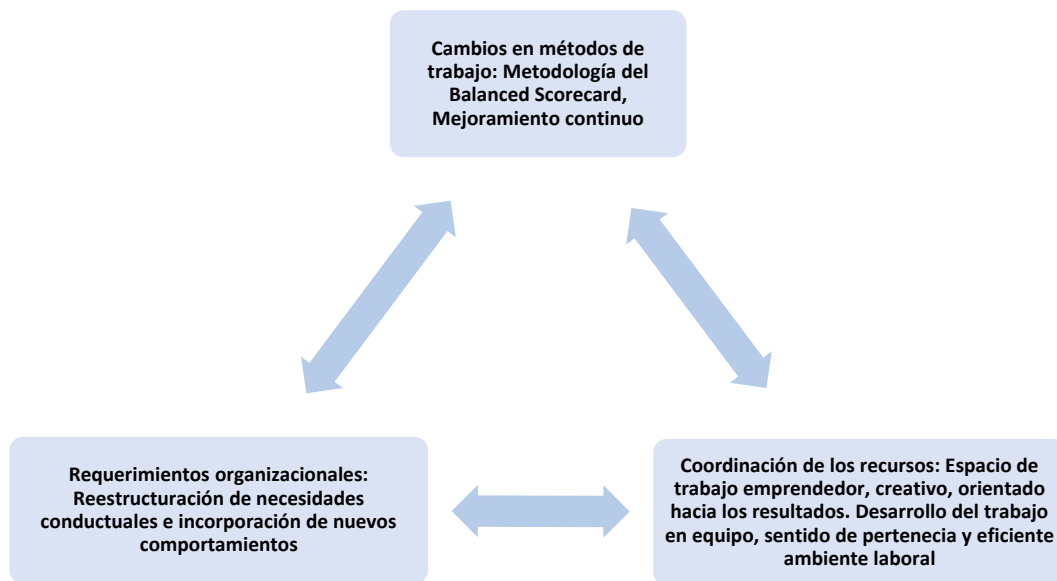 Cambios en métodos de
trabajo: Metodología del
Balanced Scorecard,
Mejoramiento continuo
Requerimientos organizacionales:
Reestructuración de necesidades
conductuales e incorporación de nuevos
comportamientos
Coordinación de los recursos: Espacio de
trabajo emprendedor, creativo, orientado
hacia los resultados. Desarrollo del trabajo
en equipo, sentido de pertenecia y eficiente
ambiente laboral